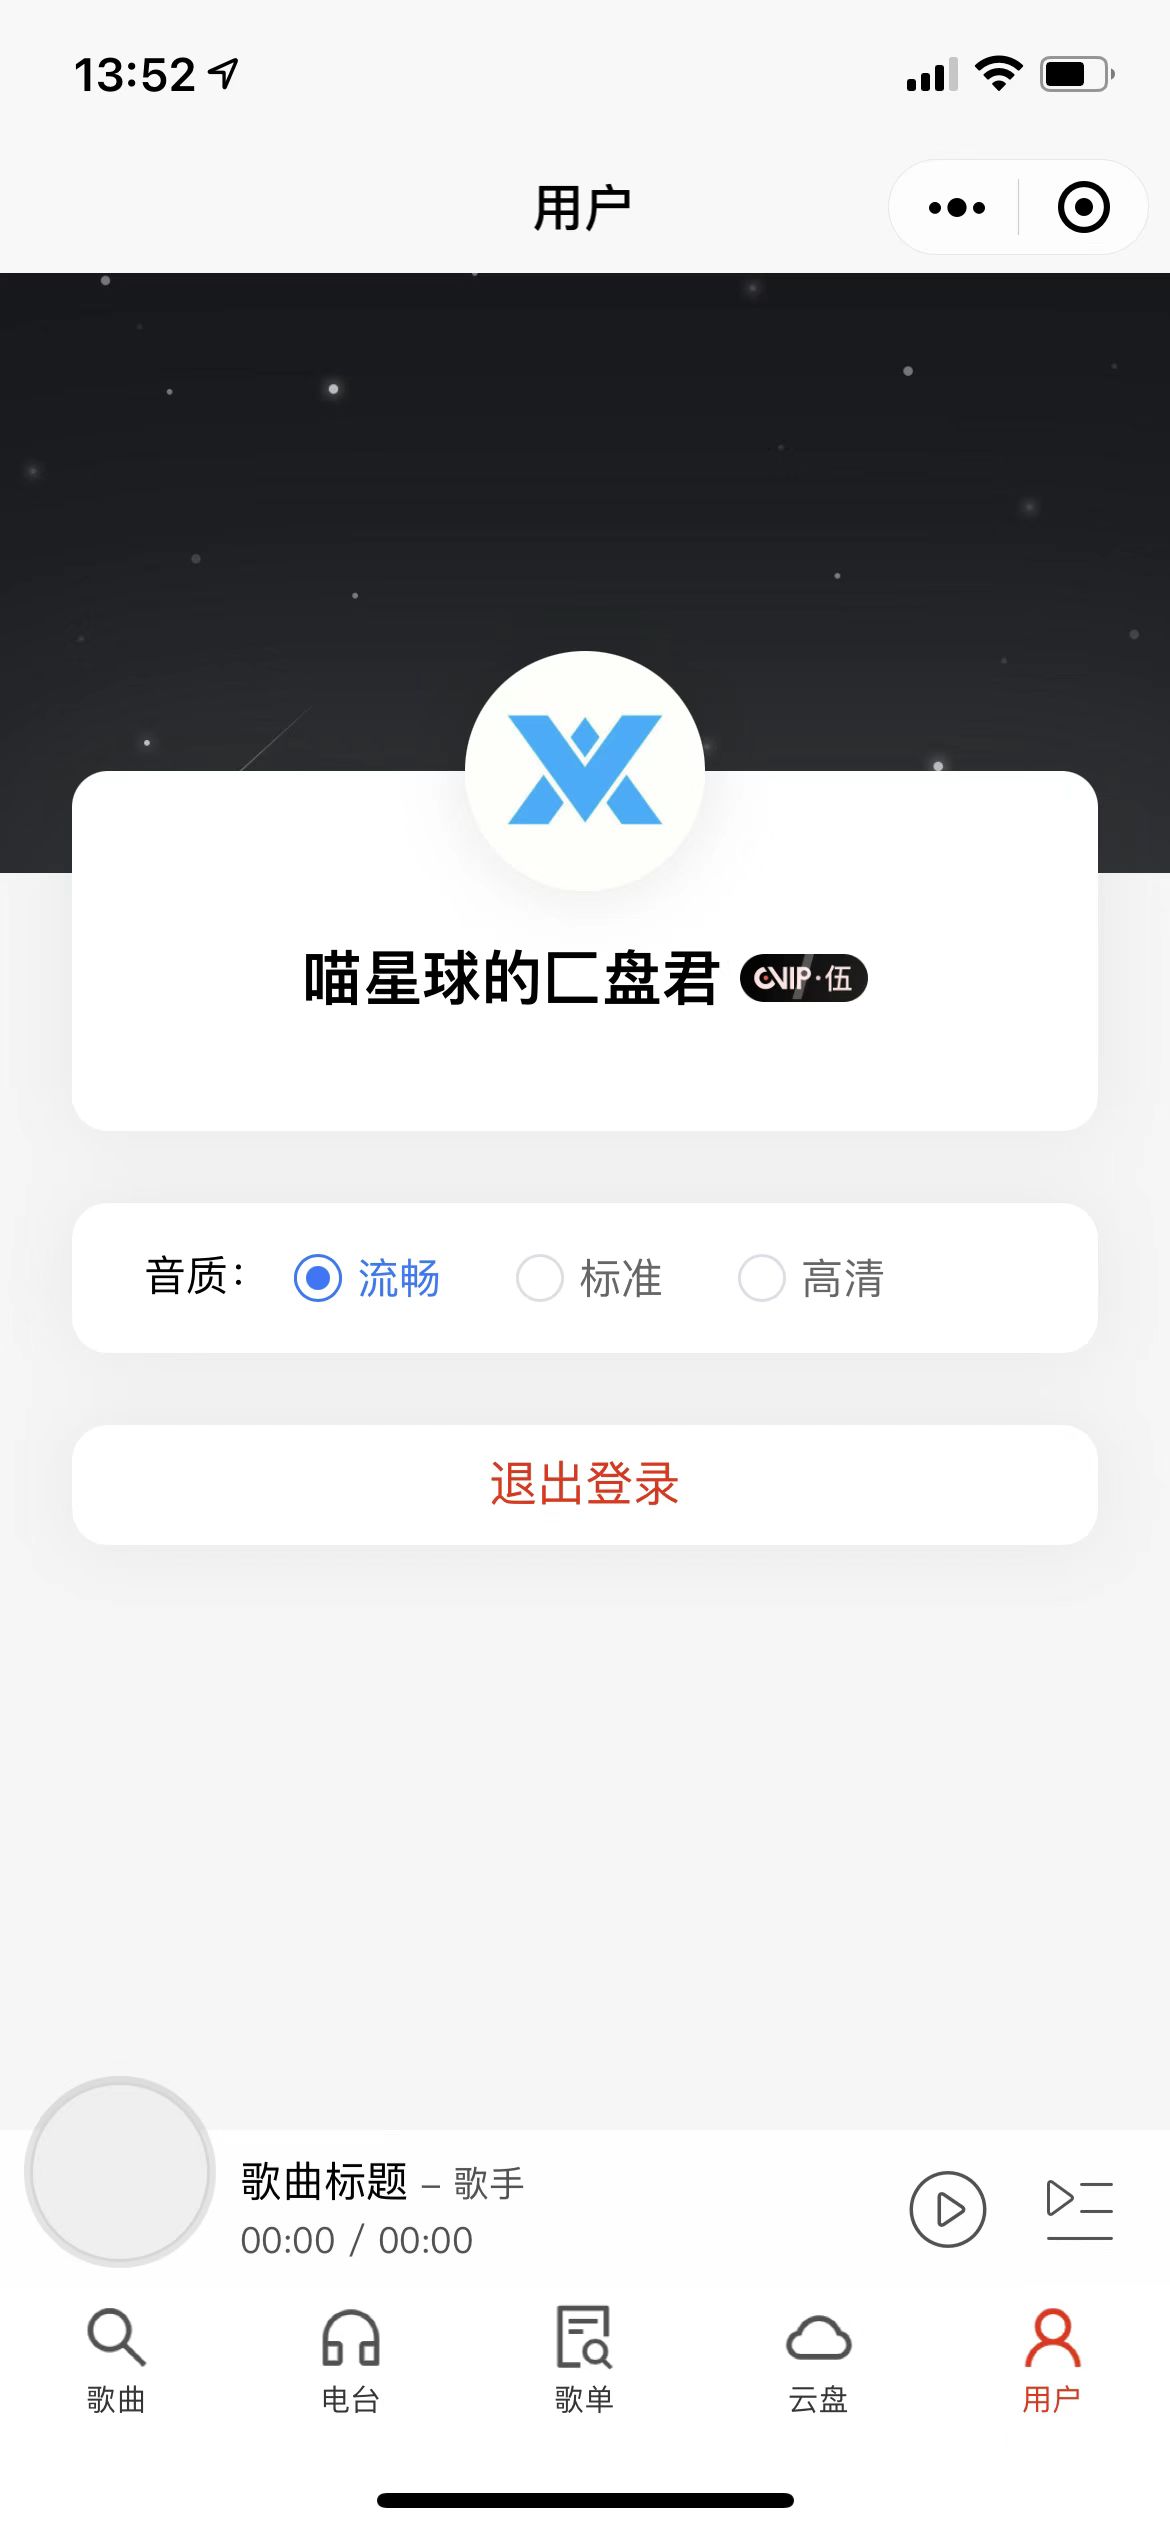 13:52
用户
喵星球的匚盘君 CVIP·伍
音质： 流畅 标准 高清
退出登录
歌曲标题 – 歌手
00:00 / 00:00
歌曲 电台 歌单 云盘 用户